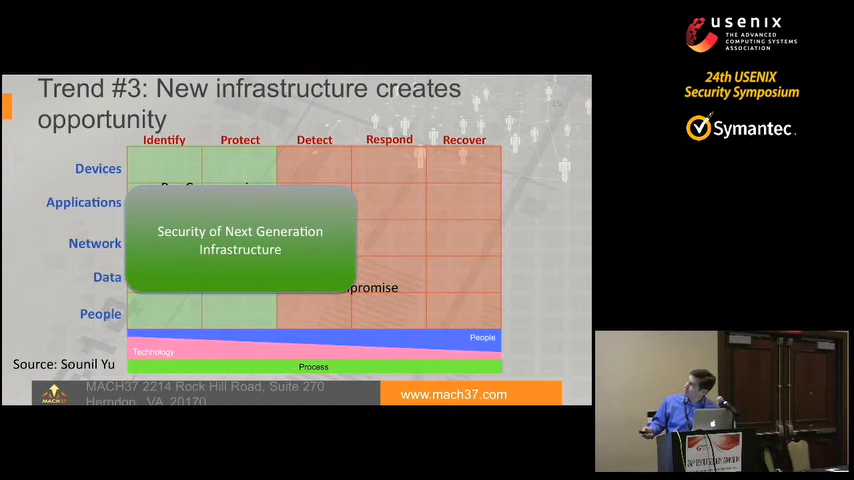 usenix
THE ADVANCED
COMPUTING SYSTEMS
ASSOCIATION
24th USENIX
Security Symposium
Symantec.
Trend #3: New infrastructure creates
opportunity
Identify Protect Detect Respond Recover
Devices
Applications
Security of Next Generation
Infrastructure
Network
Data
promise
People
People
Technology
Process
Source: Sounil Yu
MACH37
MACH37 2214 Rock Hill Road, Suite 270
Herndon, VA 20170
www.mach37.com